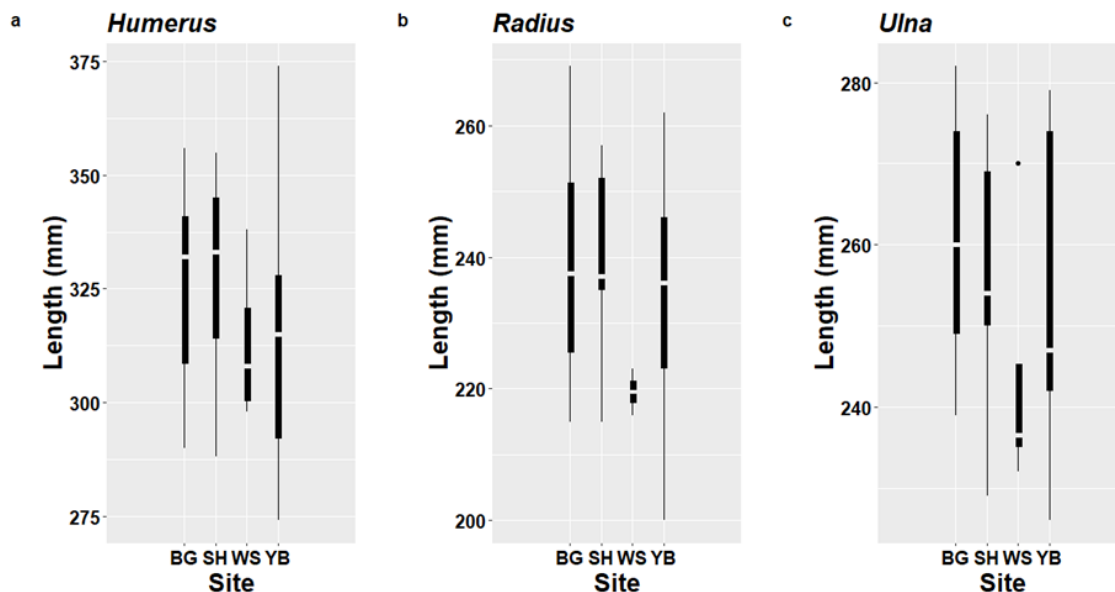 a Humerus
375
350
325
300
275
Length (mm)
BG SH WS YB
Site
b Radius
260
240
220
200
Length (mm)
BG SH WS YB
Site
c Ulna
280
260
240
Length (mm)
BG SH WS YB
Site